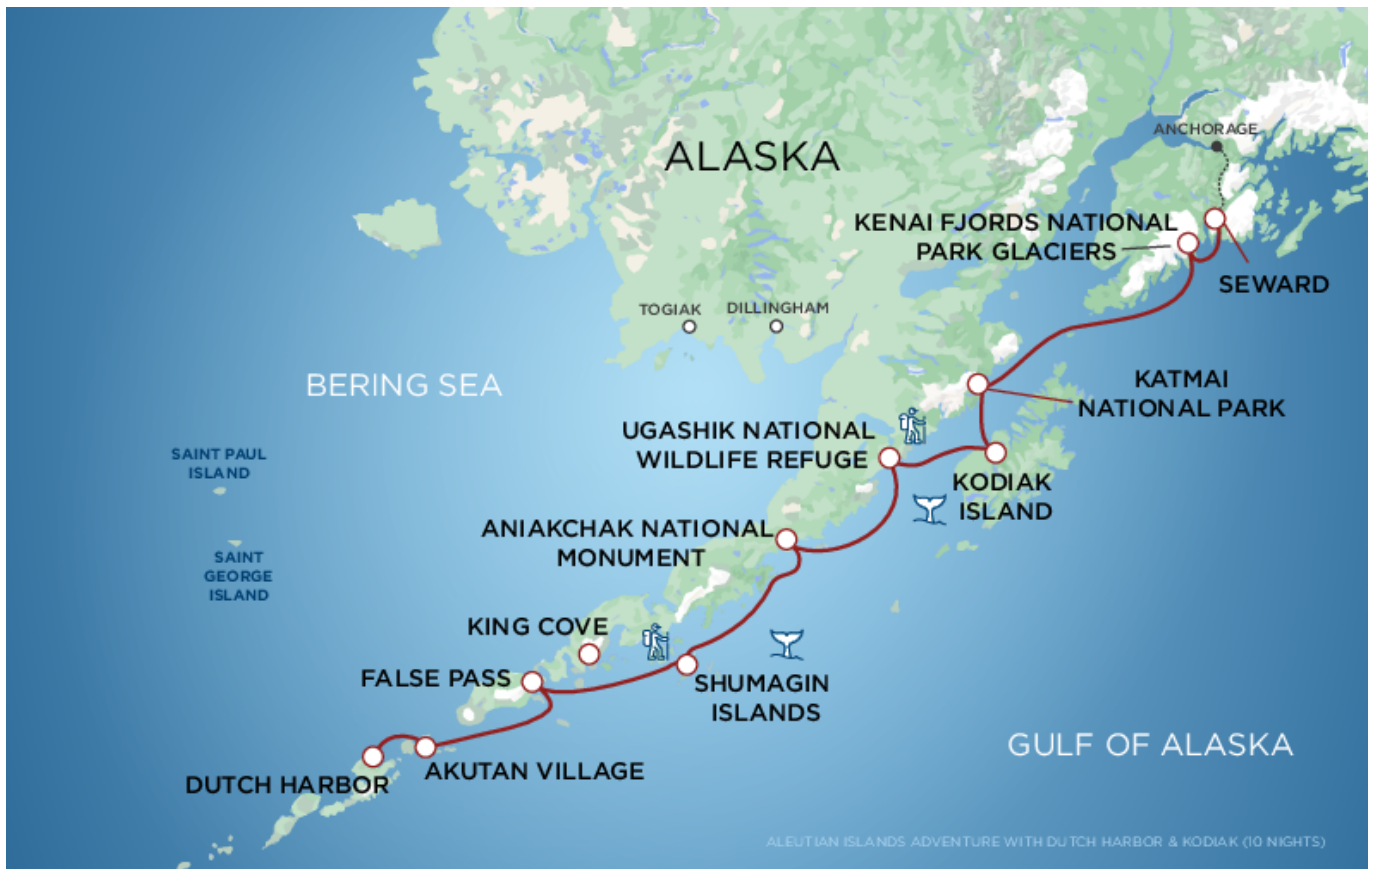 ANCHORAGE
ALASKA
KENAI FJORDS NATIONAL
PARK GLACIERS
SEWARD
TOGIAK
DILLINGHAM
BERING SEA
KATMAI
NATIONAL PARK
UGASHIK NATIONAL
WILDLIFE REFUGE
SAINT PAUL
ISLAND
KODIAK
ISLAND
ANIAKCHAK NATIONAL
MONUMENT
SAINT
GEORGE
ISLAND
KING COVE
FALSE PASS
SHUMAGIN
ISLANDS
GULF OF ALASKA
AKUTAN VILLAGE
DUTCH HARBOR
ALEUTIAN ISLANDS ADVENTURE WITH DUTCH HARBOR & KODIAK (10 NIGHTS)